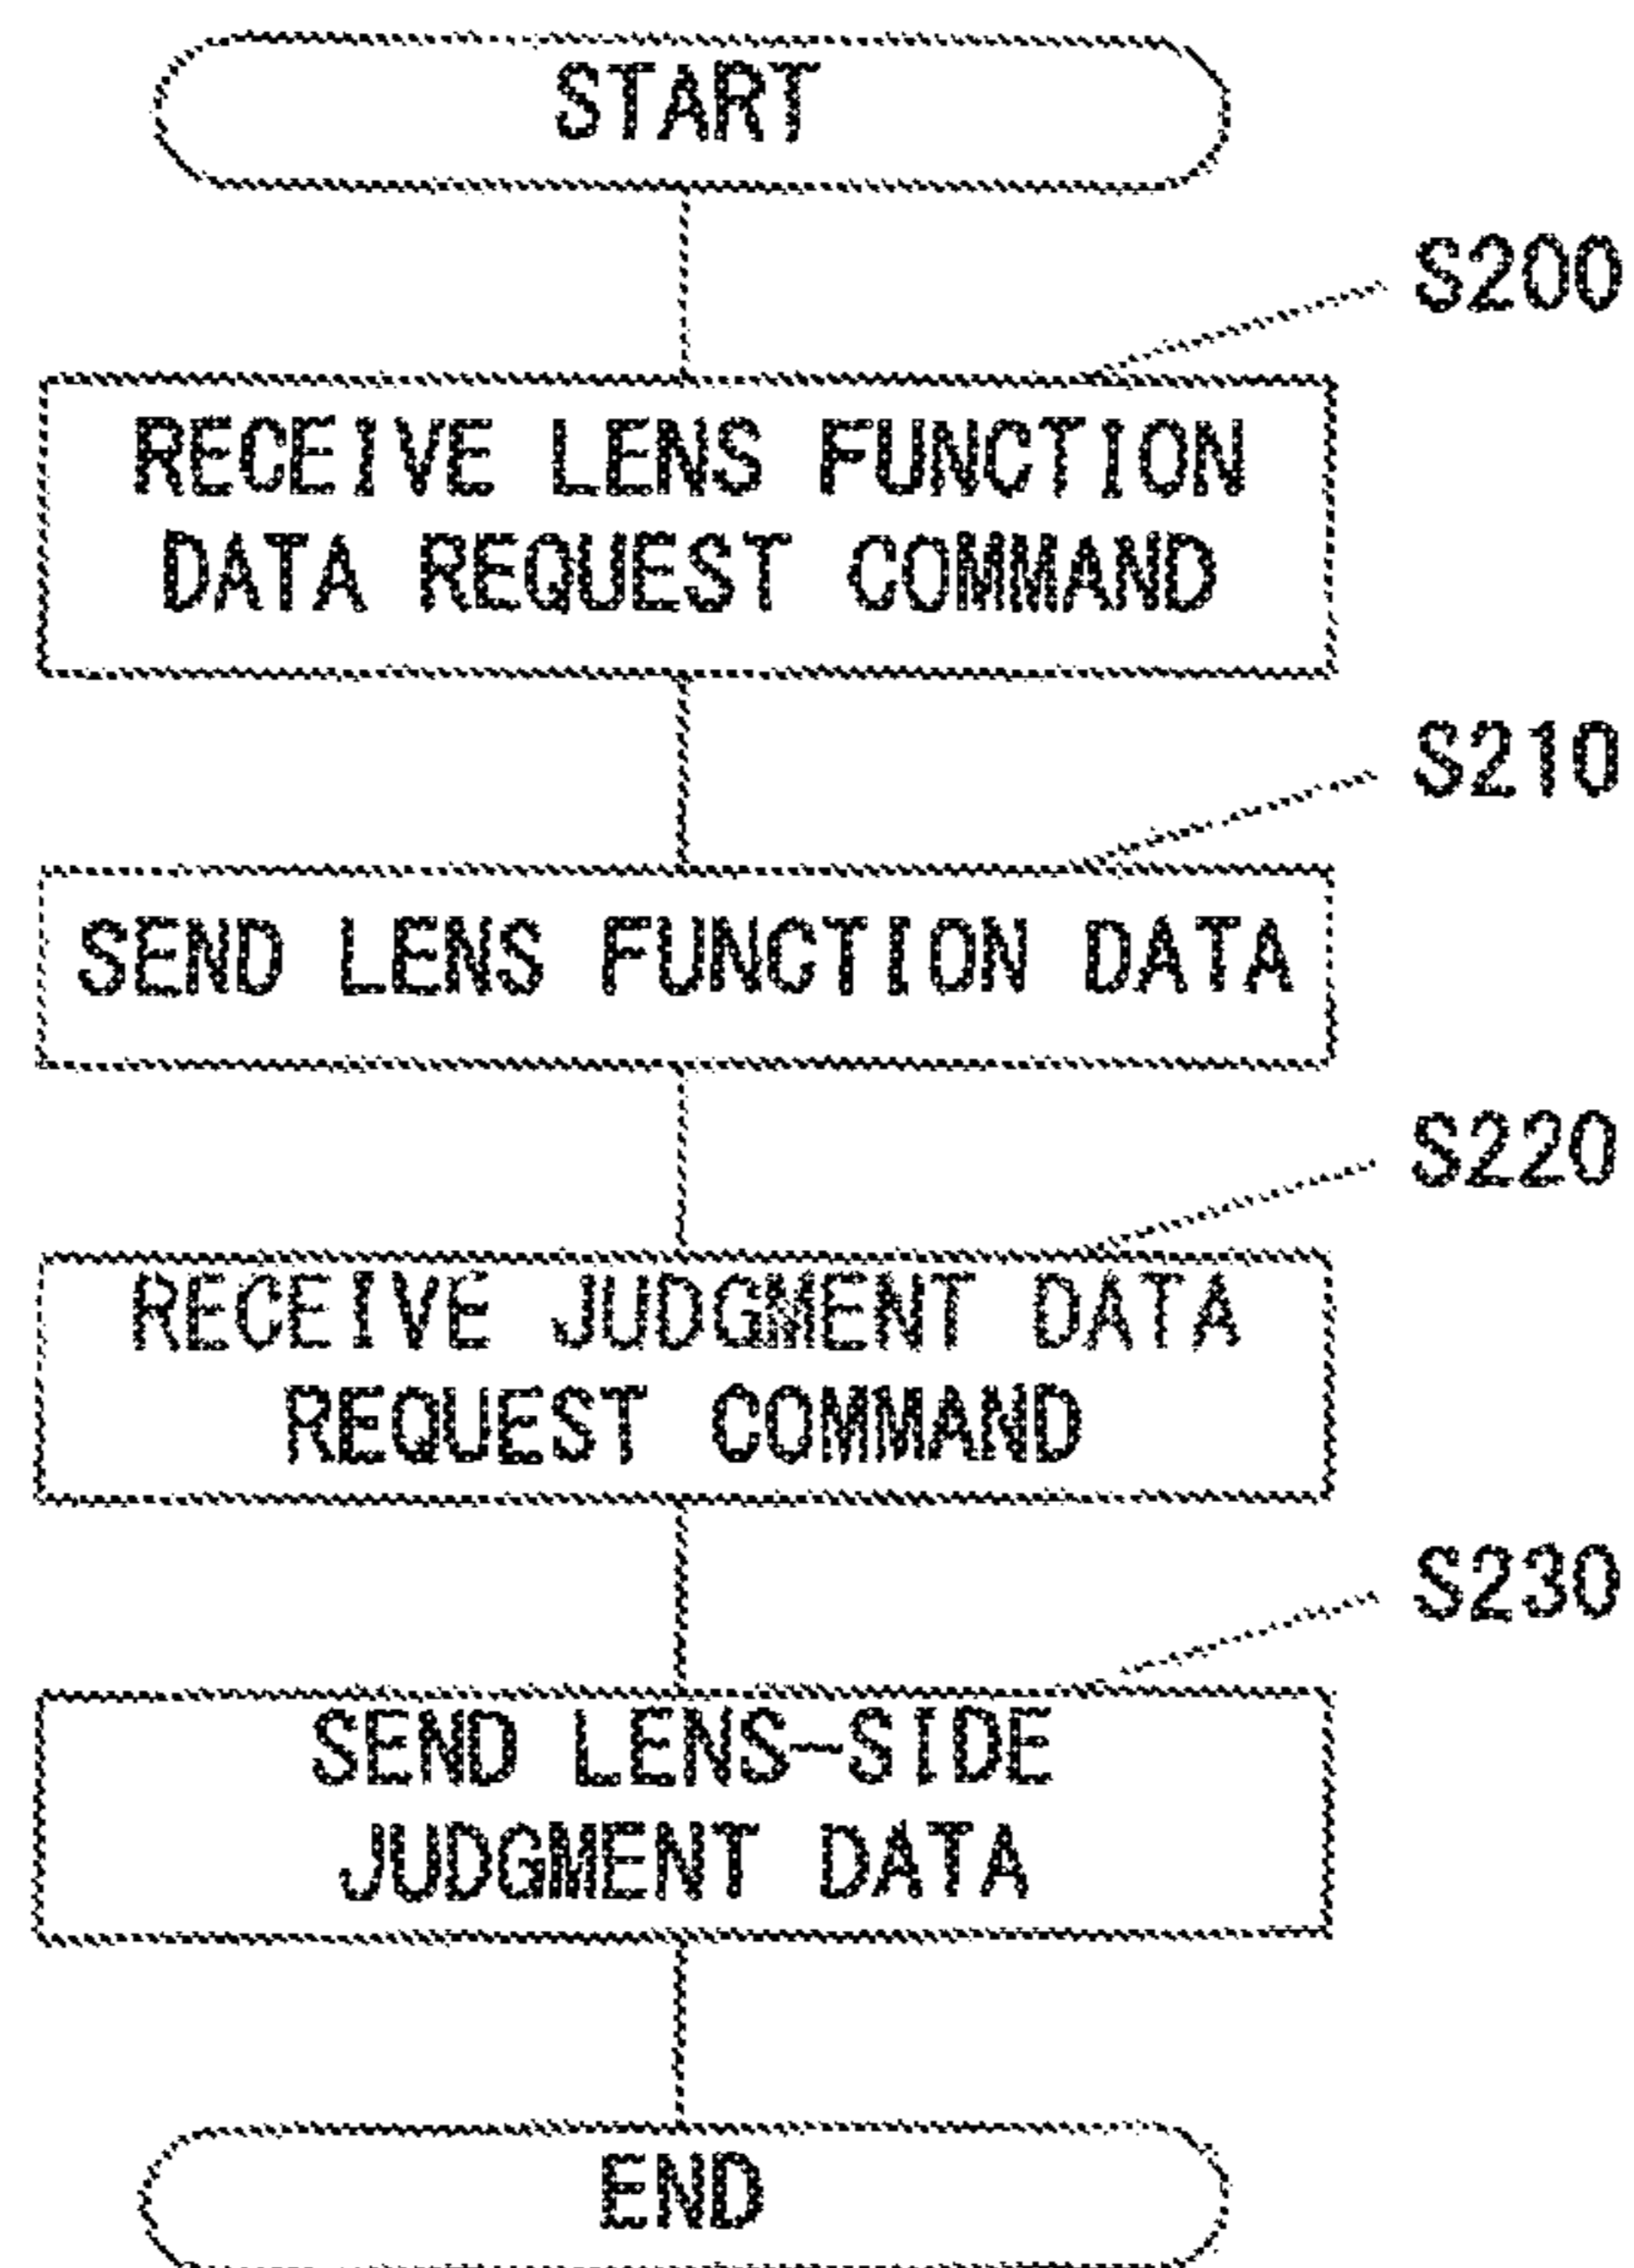 START
S200
RECEIVE LENS FUNCTION
DATA REQUEST COMMAND
S210
SEND LENS FUNCTION DATA
S220
RECEIVE JUDGMENT DATA
REQUEST COMMAND
S230
SEND LENS-SIDE
JUDGMENT DATA
END